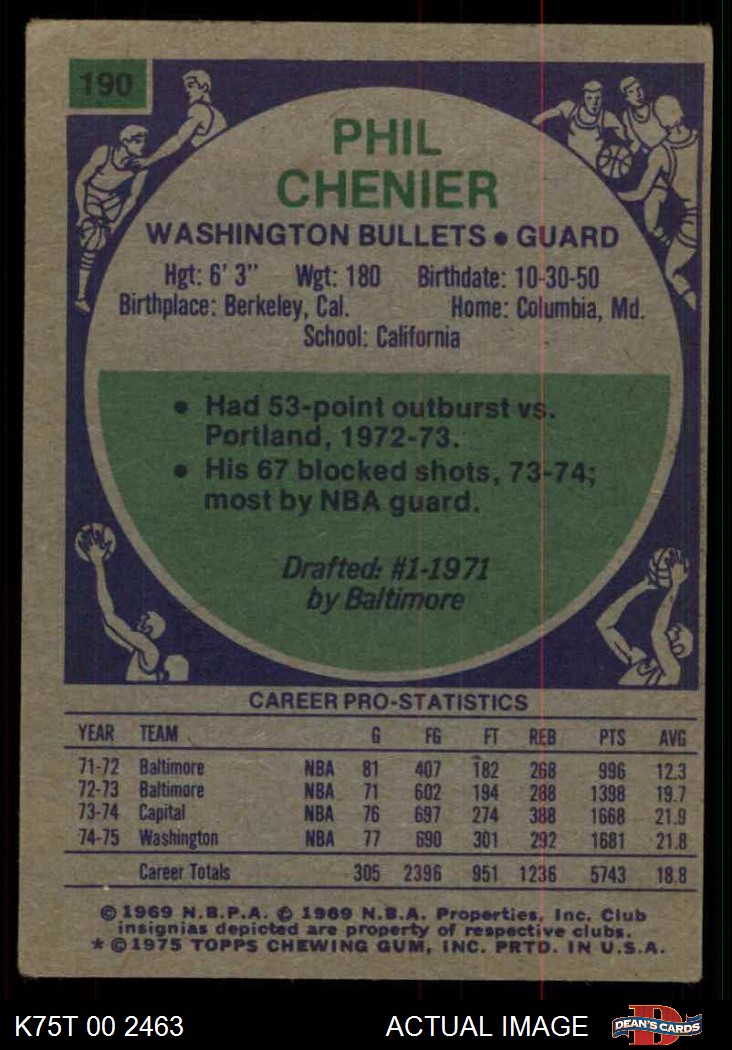 190
PHIL
CHENIER
WASHINGTON BULLETS • GUARD
Hgt: 6' 3" Wgt: 180 Birthdate: 10-30-50
Birthplace: Berkeley, Cal. Home: Columbia, Md.
School: California
• Had 53-point outburst vs.
Portland, 1972-73.
• His 67 blocked shots, 73-74;
most by NBA guard.
Drafted: #1-1971
by Baltimore
CAREER PRO-STATISTICS
YEAR TEAM G FG FT REB PTS AVG
71-72 Baltimore NBA 81 407 182 268 996 12.3
72-73 Baltimore NBA 71 602 194 288 1398 19.7
73-74 Capital NBA 76 697 274 388 1668 21.9
74-75 Washington NBA 77 690 301 292 1681 21.8
Career Totals 305 2396 951 1236 5743 18.8
© 1969 N.B.P.A. © 1969 N.B.A. Properties, Inc. Club
insignias depicted are property of respective clubs.
* © 1975 TOPPS CHEWING GUM, INC. PRTD. IN U.S.A.
K75T 00 2463 ACTUAL IMAGE DEAN'S CARDS